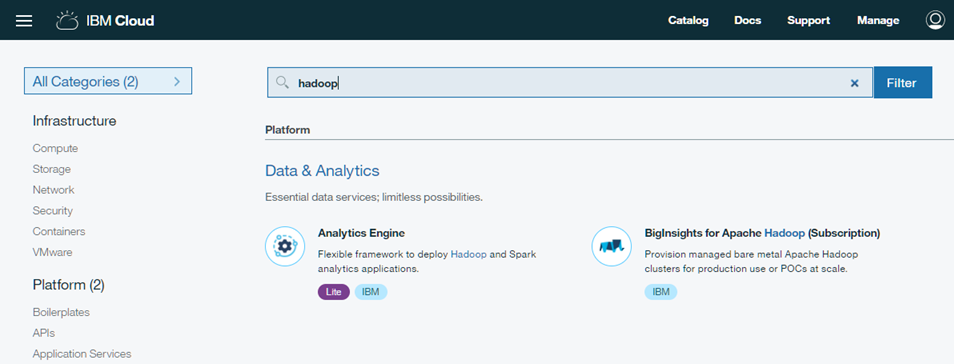 IBM Cloud
Catalog Docs Support Manage
All Categories (2)
hadoop
Filter
Infrastructure
Compute
Storage
Network
Security
Containers
VMware
Platform (2)
Boilerplates
APIs
Application Services
Platform
Data & Analytics
Essential data services; limitless possibilities.
Analytics Engine
Flexible framework to deploy Hadoop and Spark
analytics applications.
Lite IBM
BigInsights for Apache Hadoop (Subscription)
Provision managed bare metal Apache Hadoop
clusters for production use or POCs at scale.
IBM